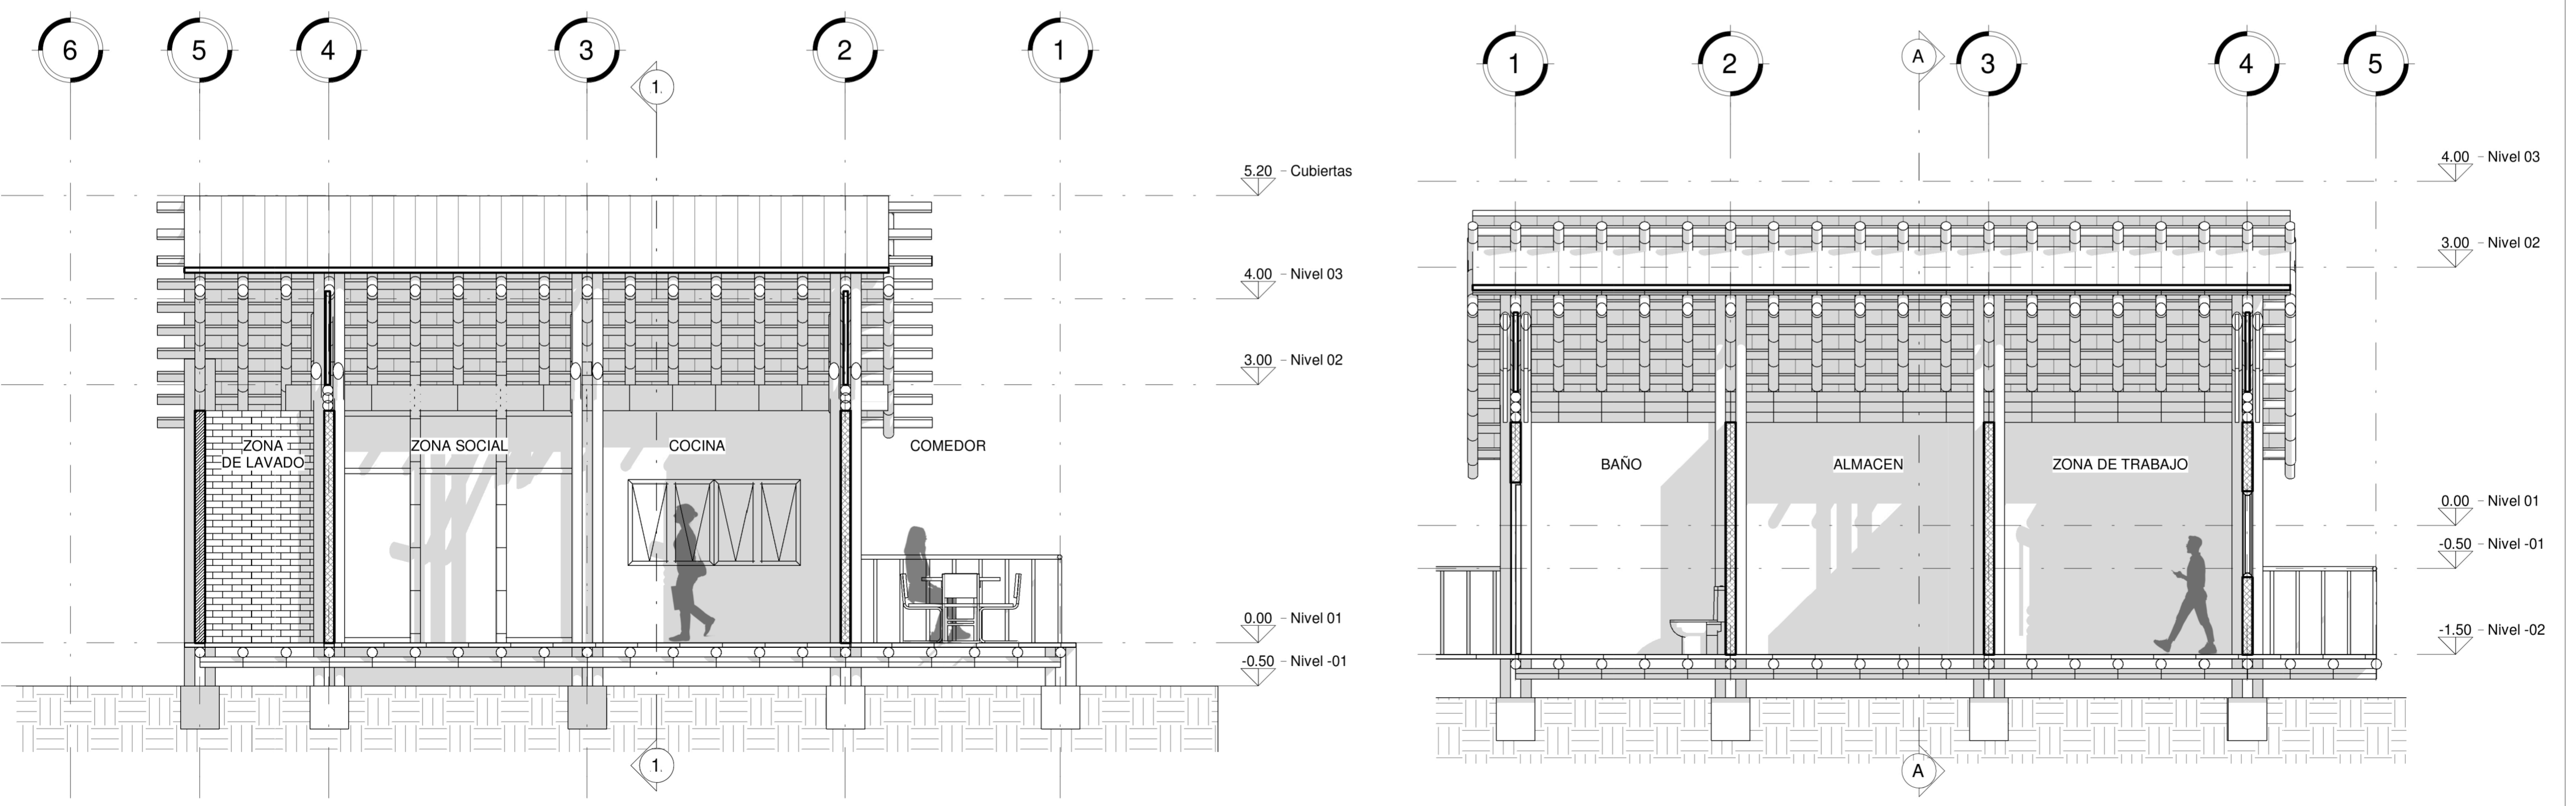 6 5 4 3 2 1
1.
5.20 Cubiertas
4.00 Nivel 03
3.00 Nivel 02
ZONA
DE LAVADO
ZONA SOCIAL
COCINA
COMEDOR
0.00 Nivel 01
-0.50 Nivel -01
1.
1 2 A 3 4 5
4.00 Nivel 03
3.00 Nivel 02
BAÑO
ALMACEN
ZONA DE TRABAJO
0.00 Nivel 01
-0.50 Nivel -01
-1.50 Nivel -02
A